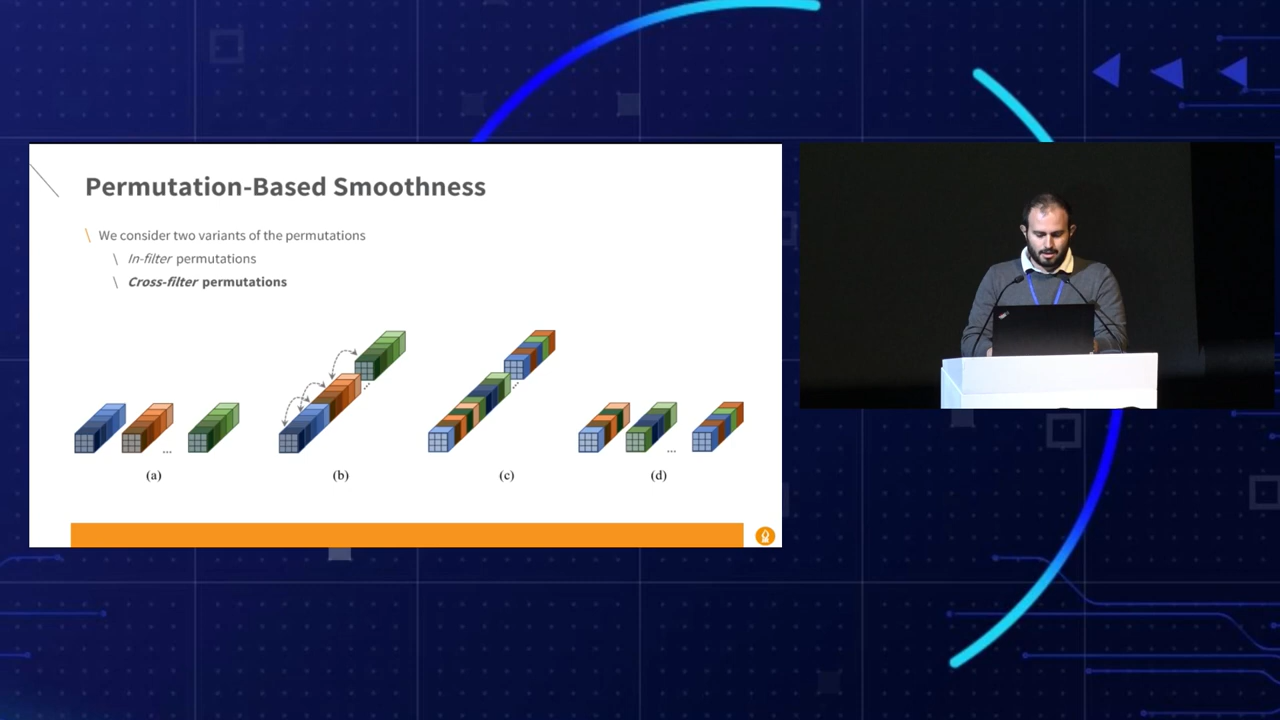 Permutation-Based Smoothness
\ We consider two variants of the permutations
\ In-filter permutations
\ Cross-filter permutations
...
...
...
...
(a)
(b)
(c)
(d)